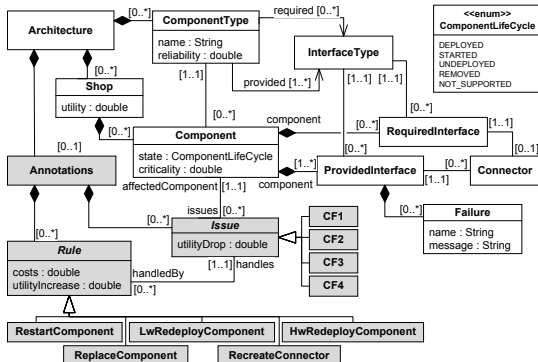 Architecture
[0..*]
ComponentType
name : String
reliability : double
required
[0..*]
InterfaceType
<<enum>>
ComponentLifeCycle
DEPLOYED
STARTED
UNDEPLOYED
REMOVED
NOT_SUPPORTED
provided
[1..*]
[1..1]
[1..1]
[1..1]
[0..*]
Shop
utility : double
[0..*]
[0..*]
component
[0..*]
RequiredInterface
Component
state : ComponentLifeCycle
criticality : double
[0..1]
Annotations
affectedComponent
[1..1]
component
[1..*]
[0..*]
ProvidedInterface
[0..*]
[1..1]
[0..1]
Connector
issues
[0..*]
[0..*]
Issue
utilityDrop : double
CF1
CF2
CF3
CF4
[0..*]
Failure
name : String
message : String
[0..*]
Rule
costs : double
utilityIncrease : double
[1..1]
handles
handledBy
[0..*]
RestartComponent
LwRedeployComponent
HwRedeployComponent
ReplaceComponent
RecreateConnector